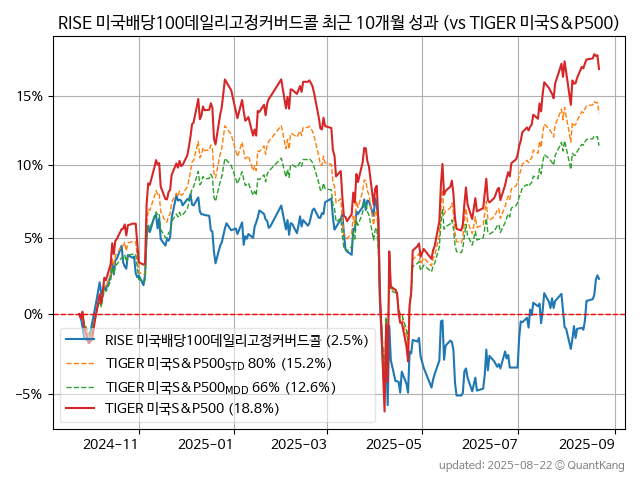 RISE 미국배당100데일리고정커버드콜 최근 10개월 성과 (vs TIGER 미국S&P500)
15%
10%
5%
0%
−5%
RISE 미국배당100데일리고정커버드콜 (2.5%)
TIGER 미국S&P500STD 80% (15.2%)
TIGER 미국S&P500MDD 66% (12.6%)
TIGER 미국S&P500 (18.8%)
2024-11 2025-01 2025-03 2025-05 2025-07 2025-09
updated: 2025-08-22 © QuantKang